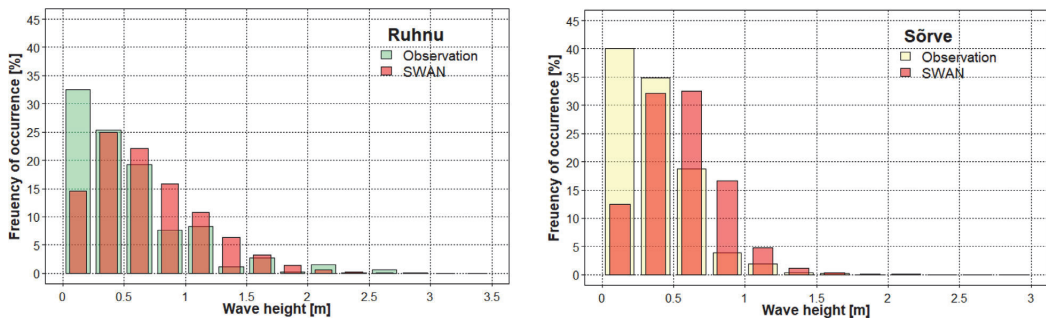 Ruhnu
Observation
SWAN
Freuency of occurrence [%]
45
40
35
30
25
20
15
10
5
0
0 0.5 1 1.5 2 2.5 3 3.5
Wave height [m]
Sõrve
Observation
SWAN
Freuency of occurrence [%]
45
40
35
30
25
20
15
10
5
0
0 0.5 1 1.5 2 2.5 3
Wave height [m]